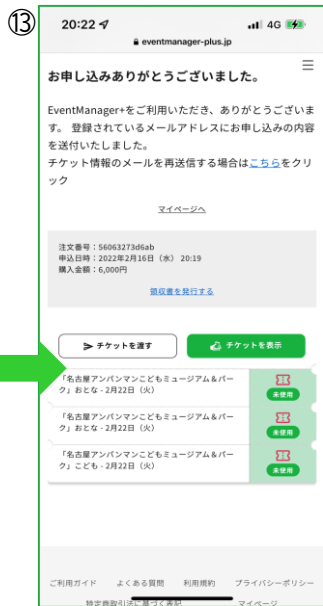 ⑬
20:22
4G
eventmanager-plus.jp
お申し込みありがとうございました。
EventManager+をご利用いただき、ありがとうございま
す。 登録されているメールアドレスにお申し込みの内容
を送付いたしました。
チケット情報のメールを再送信する場合はこちらをクリ
ック
マイページへ
注文番号：56063273d6ab
申込日時：2022年2月16日（水） 20:19
購入金額：6,000円
領収書を発行する
チケットを渡す
チケットを表示
「名古屋アンパンマンこどもミュージアム＆パー
ク」おとな - 2月22日（火）
未使用
「名古屋アンパンマンこどもミュージアム＆パー
ク」おとな - 2月22日（火）
未使用
「名古屋アンパンマンこどもミュージアム＆パー
ク」こども - 2月22日（火）
未使用
ご利用ガイド よくある質問 利用規約 プライバシーポリシー
特定商取引法に基づく表記 マイページ